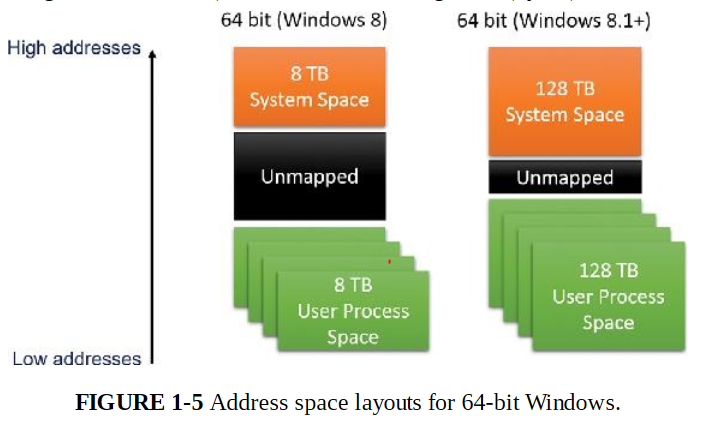 64 bit (Windows 8)
64 bit (Windows 8.1+)
High addresses
8 TB
System Space
128 TB
System Space
Unmapped
Unmapped
8 TB
User Process
Space
128 TB
User Process
Space
Low addresses
FIGURE 1-5 Address space layouts for 64-bit Windows.